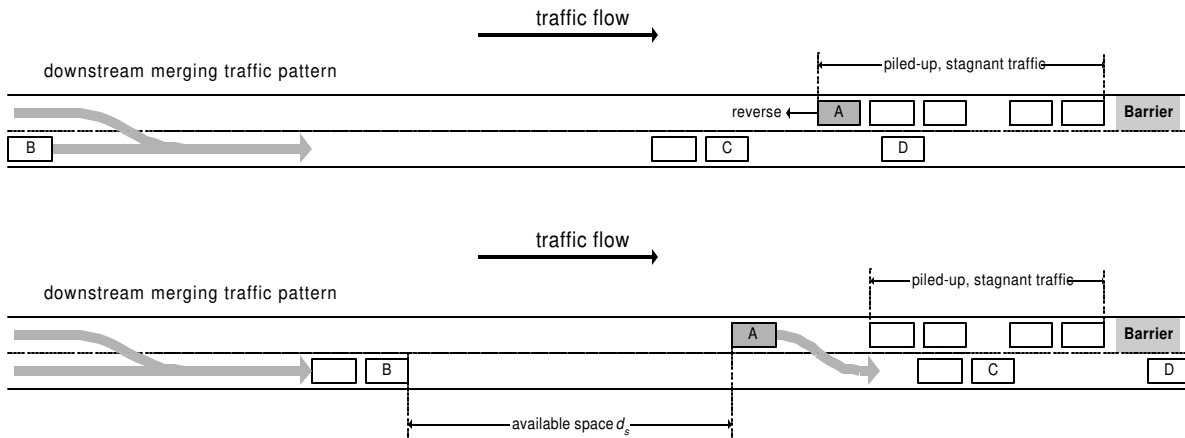 traffic flow
downstream merging traffic pattern
piled-up, stagnant traffic
reverse
A
Barrier
B
C
D
traffic flow
downstream merging traffic pattern
piled-up, stagnant traffic
A
Barrier
B
C
D
available space dₛ